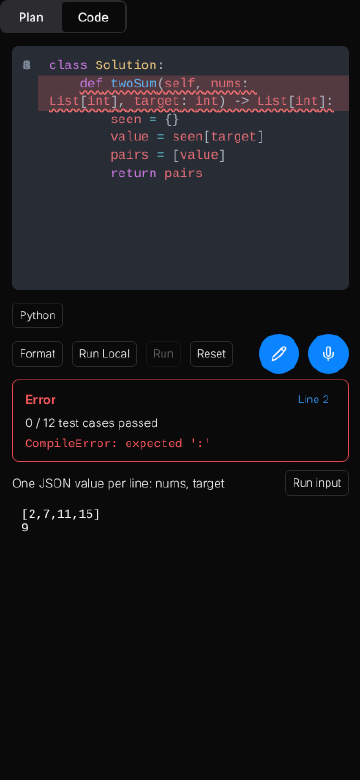 Plan Code
class Solution:
    def twoSum(self, nums:
List[int], target: int) -> List[int]:
        seen = {}
        value = seen[target]
        pairs = [value]
        return pairs
Python
Format Run Local Run Reset
Error Line 2
0 / 12 test cases passed
CompileError: expected ':'
One JSON value per line: nums, target Run input
[2,7,11,15]
9